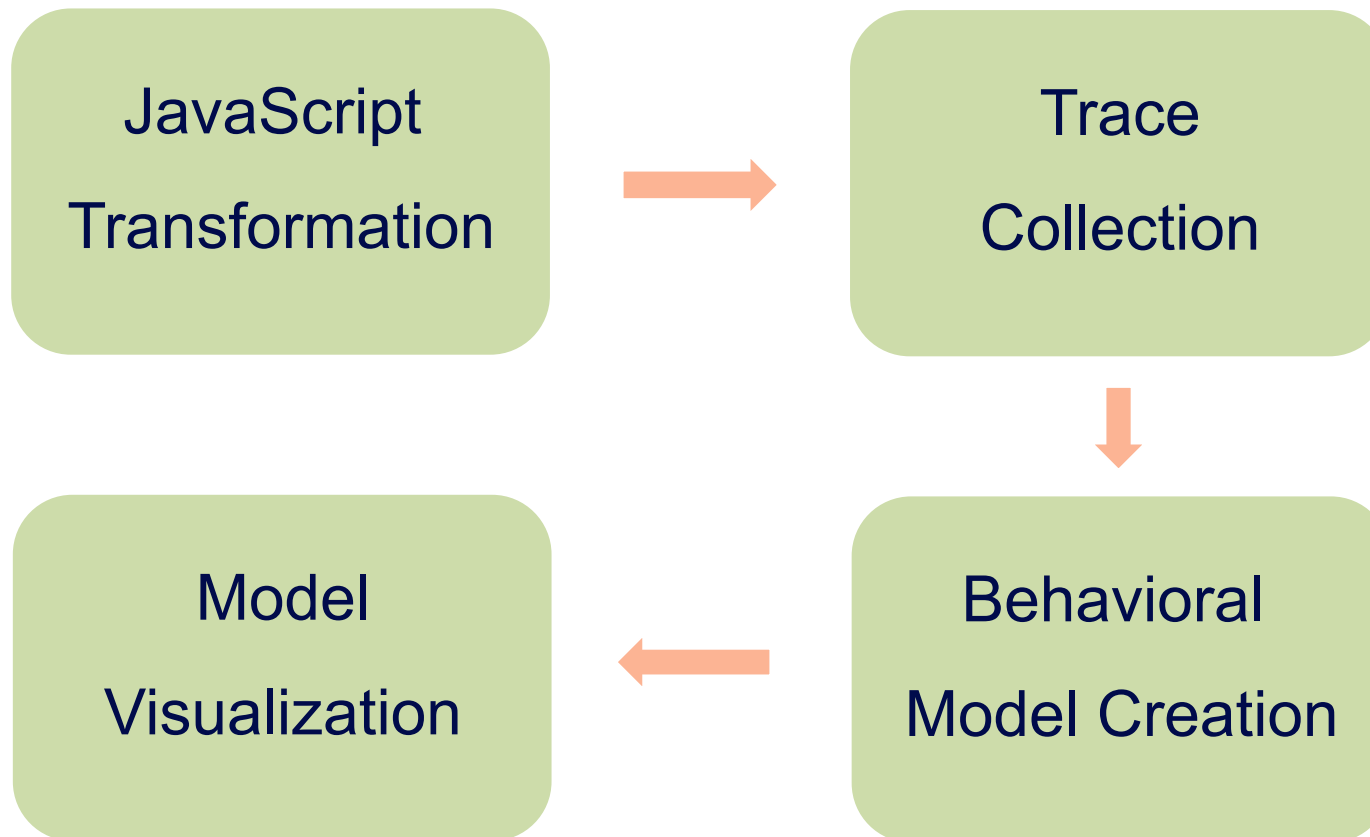 JavaScript
Transformation
Trace
Collection
Model
Visualization
Behavioral
Model Creation